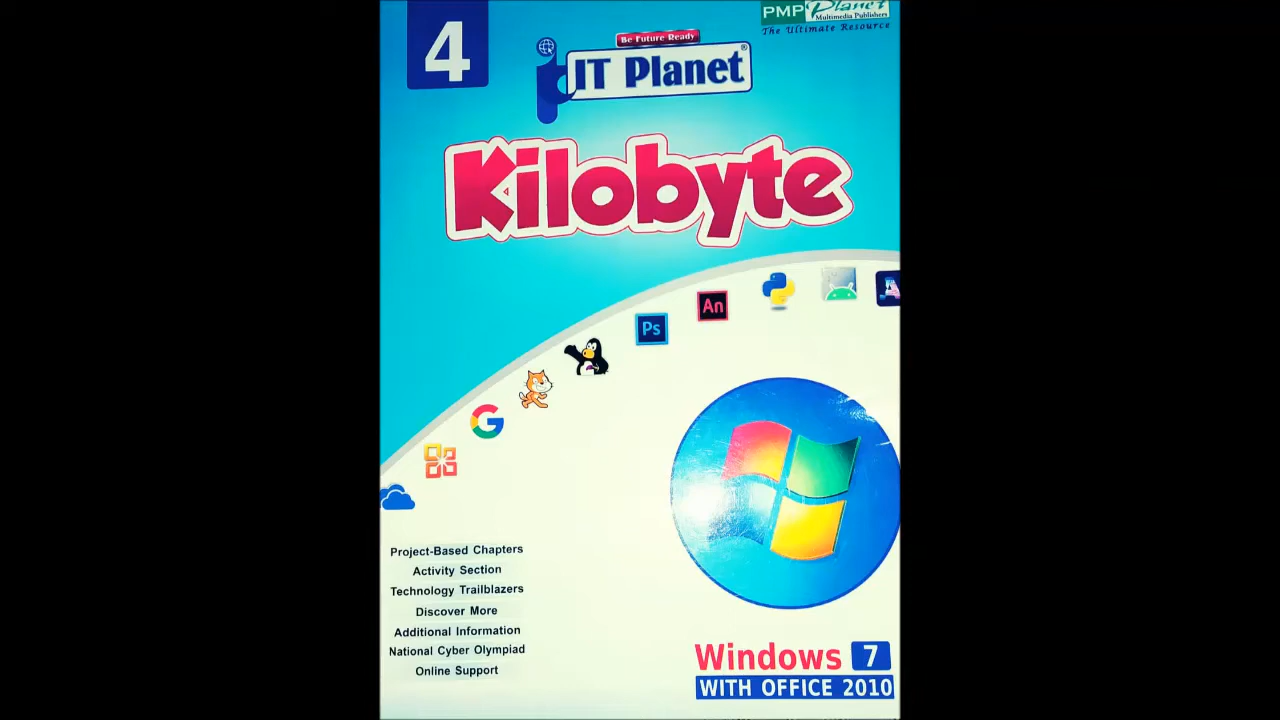 4
PMP Planet
Multimedia Publishers
The Ultimate Resource
Be Future Ready
IT Planet®
Kilobyte
An
Ps
Project-Based Chapters
Activity Section
Technology Trailblazers
Discover More
Additional Information
National Cyber Olympiad
Online Support
Windows 7
WITH OFFICE 2010